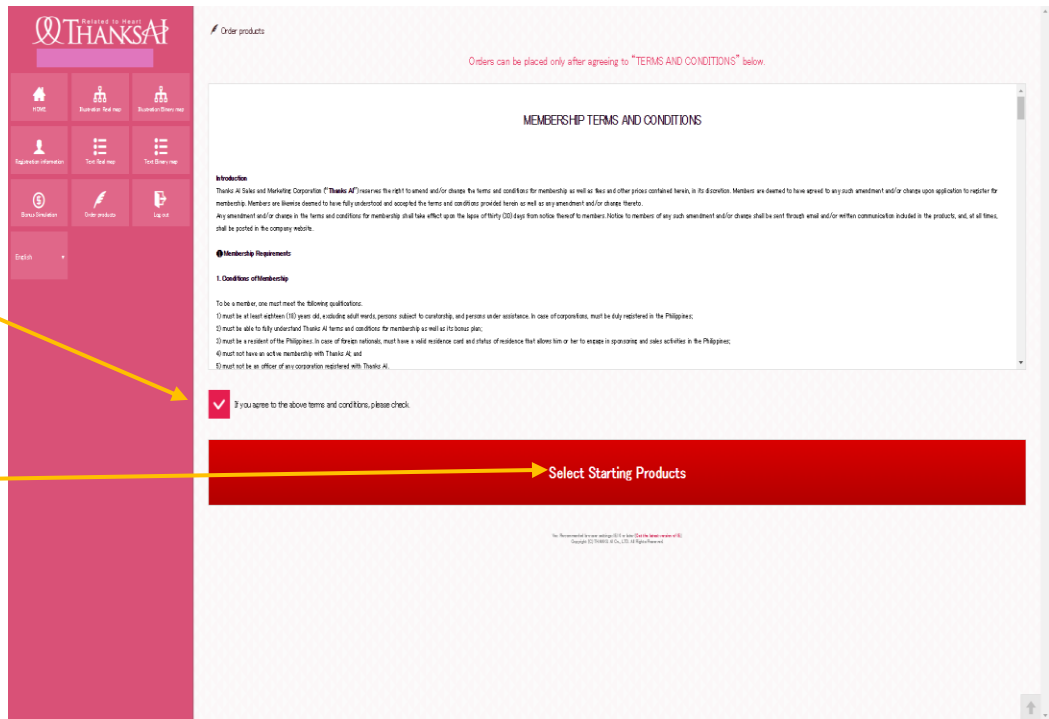 Related to Heart
THANKSAI
HOME
Illustration Real map
Illustration Binary map
Registration information
Text Real map
Text Binary map
Bonus Simulation
Order products
Log out
English
Order products
Orders can be placed only after agreeing to "TERMS AND CONDITIONS" below.
MEMBERSHIP TERMS AND CONDITIONS
Introduction
Thanks AI Sales and Marketing Corporation ("Thanks AI") reserves the right to amend and/or change the terms and conditions for membership as well as fees and other prices contained herein, in its discretion. Members are deemed to have agreed to any such amendment and/or change upon application to register for
membership. Members are likewise deemed to have fully understood and accepted the terms and conditions provided herein as well as any amendment and/or change thereto.
Any amendment and/or change in the terms and conditions for membership shall take effect upon the lapse of thirty (30) days from notice thereof to members. Notice to members of any such amendment and/or change shall be sent through email and/or written communication included in the products, and, at all times,
shall be posted in the company website.
❶Membership Requirements
1. Conditions of Membership
To be a member, one must meet the following qualifications:
1) must be at least eighteen (18) years old, excluding adult wards, persons subject to curatorship, and persons under assistance. In case of corporations, must be duly registered in the Philippines;
2) must be able to fully understand Thanks AI terms and conditions for membership as well as its bonus plan;
3) must be a resident of the Philippines. In case of foreign nationals, must have a valid residence card and status of residence that allows him or her to engage in sponsoring and sales activities in the Philippines;
4) must not have an active membership with Thanks AI; and
5) must not be an officer of any corporation registered with Thanks AI.
If you agree to the above terms and conditions, please check.
Select Starting Products
Copyright (C) THANKS AI Co., LTD. All Rights Reserved